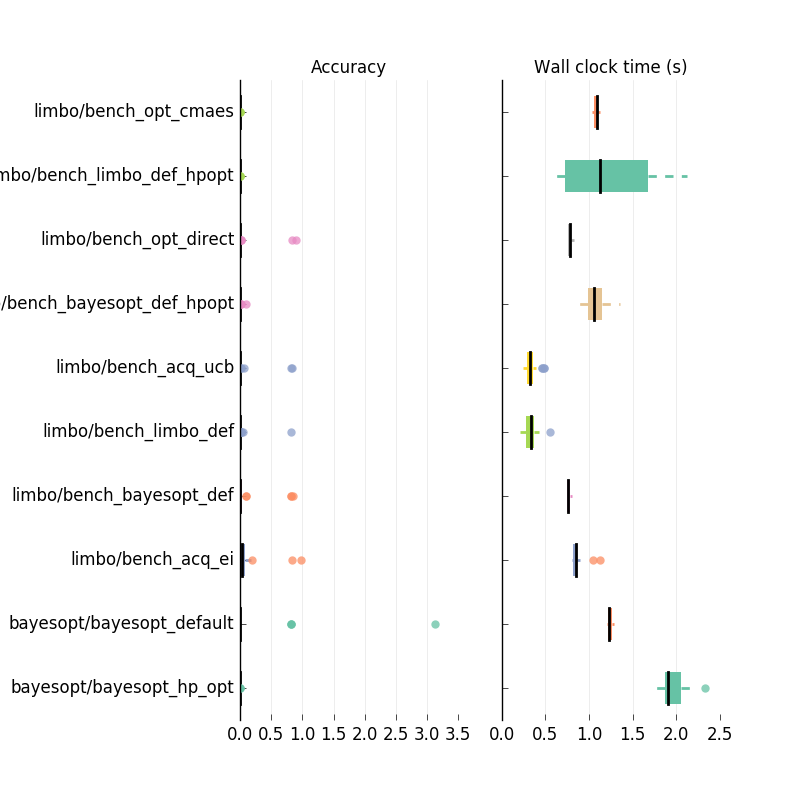 Accuracy Wall clock time (s)
limbo/bench_opt_cmaes
mbo/bench_limbo_def_hpopt
limbo/bench_opt_direct
/bench_bayesopt_def_hpopt
limbo/bench_acq_ucb
limbo/bench_limbo_def
limbo/bench_bayesopt_def
limbo/bench_acq_ei
bayesopt/bayesopt_default
bayesopt/bayesopt_hp_opt
0.0 0.5 1.0 1.5 2.0 2.5 3.0 3.5 0.0 0.5 1.0 1.5 2.0 2.5